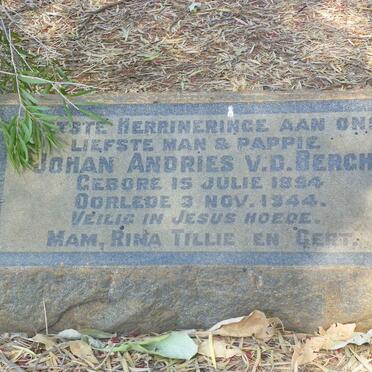 LETSTE HERRINERINGE AAN ONS
LIEFSTE MAN & PAPPIE
JOHAN ANDRIES V.D. BERGH
GEBORE 15 JULIE 1894
OORLEDE 3 NOV. 1944.
VEILIG IN JESUS HOEDE.
MAM, RINA TILLIE EN GERT.